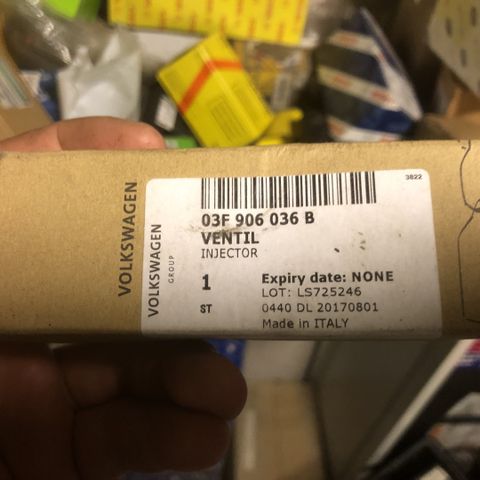 VOLKSWAGEN
VOLKSWAGEN
GROUP
3822
03F 906 036 B
VENTIL
INJECTOR
1
ST
Expiry date: NONE
LOT: LS725246
0440 DL 20170801
Made in ITALY